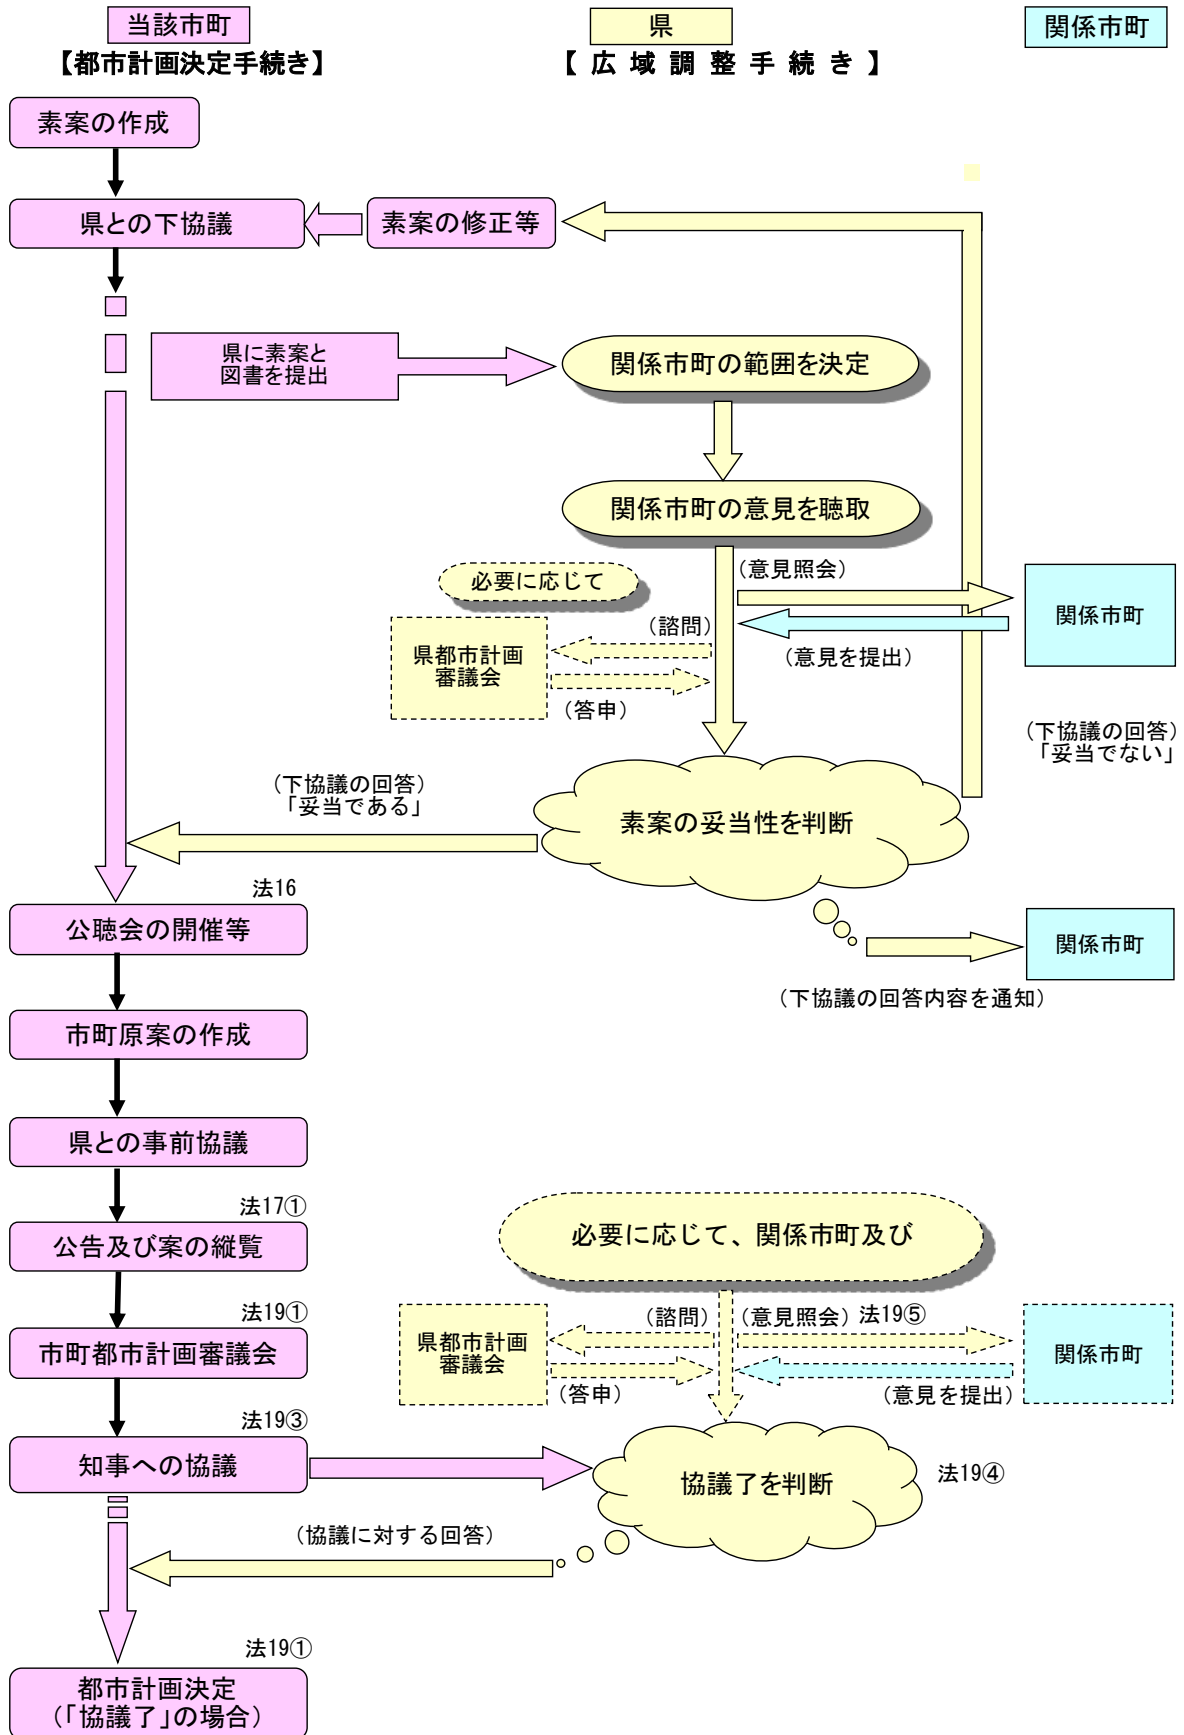 当該市町
県
関係市町
【都市計画決定手続き】
【広域調整手続き】
素案の作成
県との下協議
素案の修正等
県に素案と
図書を提出
関係市町の範囲を決定
関係市町の意見を聴取
必要に応じて
（意見照会）
関係市町
（諮問）
（意見を提出）
県都市計画
審議会
（答申）
（下協議の回答）
「妥当でない」
（下協議の回答）
「妥当である」
素案の妥当性を判断
法16
公聴会の開催等
関係市町
（下協議の回答内容を通知）
市町原案の作成
県との事前協議
法17①
公告及び案の縦覧
必要に応じて、関係市町及び
法19①
市町都市計画審議会
（諮問）
（意見照会）
法19⑤
県都市計画
審議会
関係市町
（答申）
（意見を提出）
法19③
知事への協議
協議了を判断
法19④
（協議に対する回答）
法19①
都市計画決定
（「協議了」の場合）